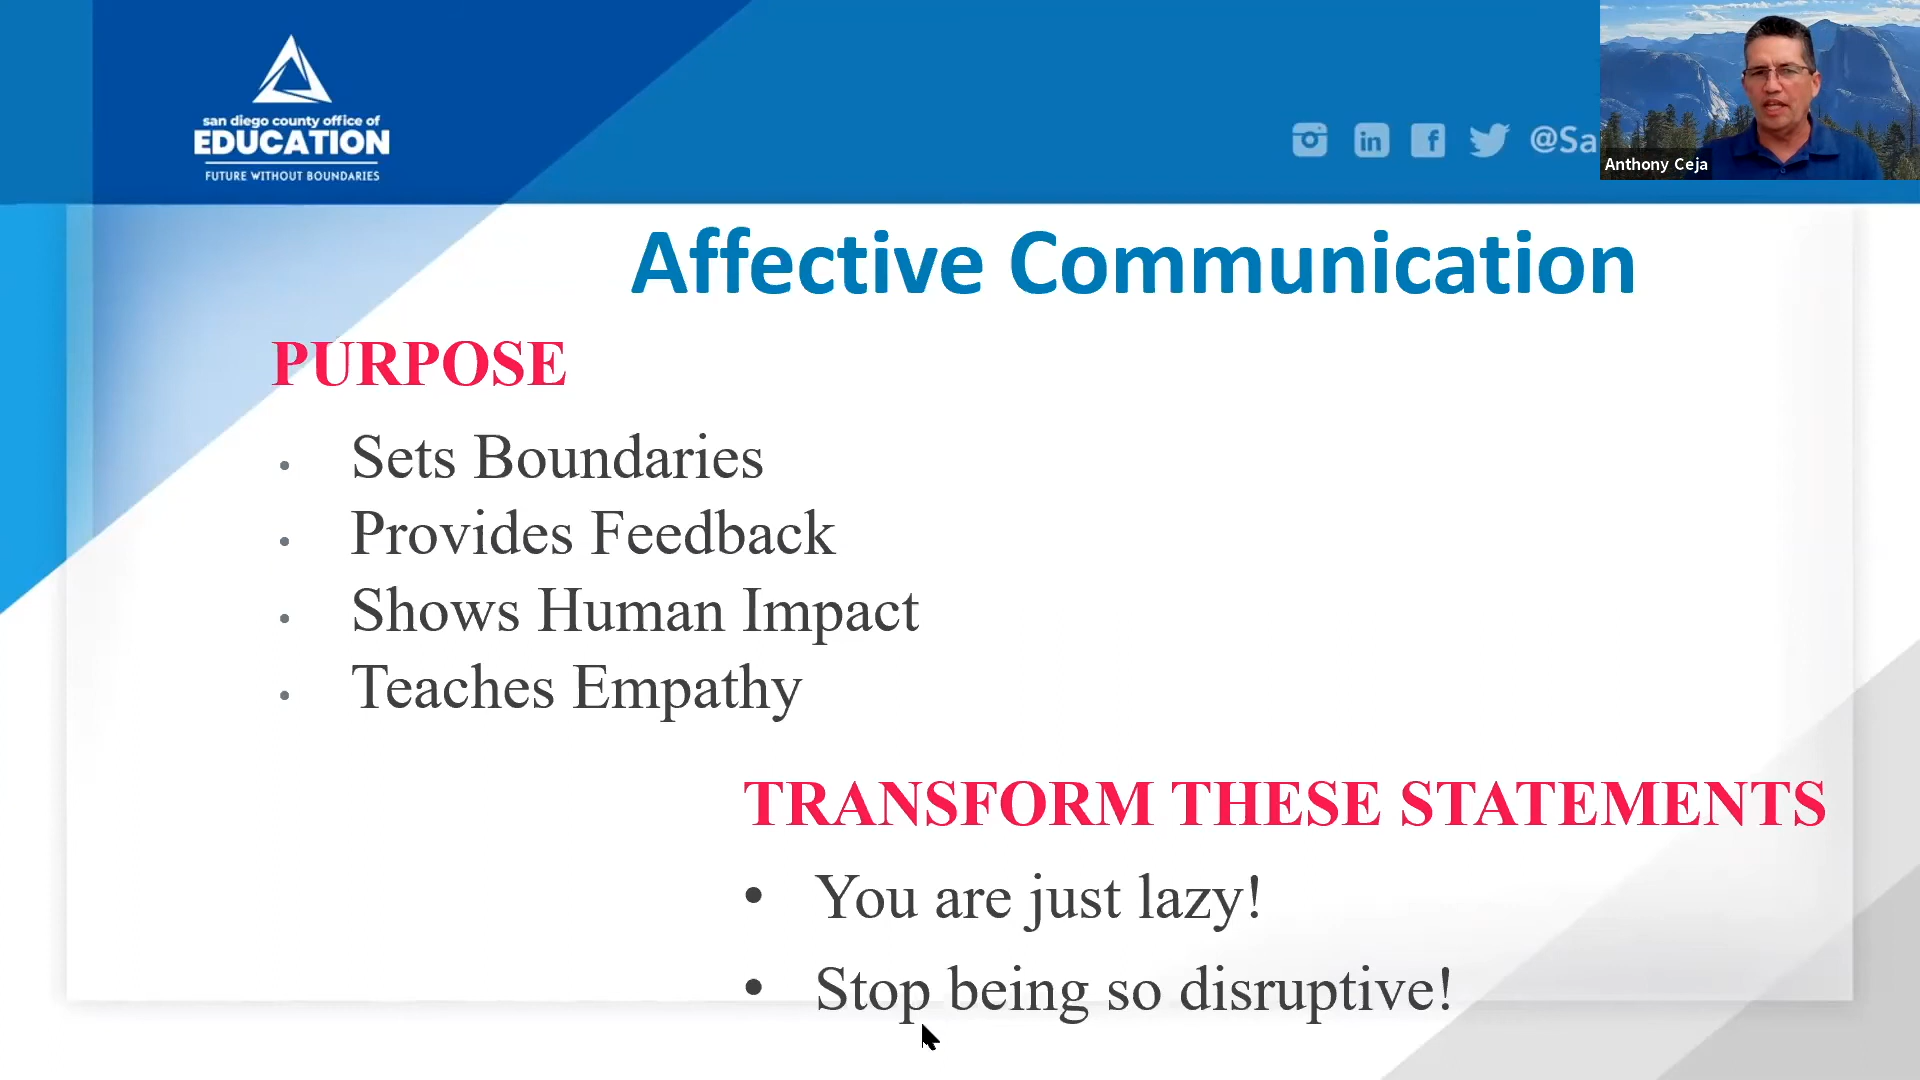 san diego county office of
EDUCATION
FUTURE WITHOUT BOUNDARIES
@Sa
Anthony Ceja
Affective Communication
PURPOSE
• Sets Boundaries
• Provides Feedback
• Shows Human Impact
• Teaches Empathy
TRANSFORM THESE STATEMENTS
• You are just lazy!
• Stop being so disruptive!